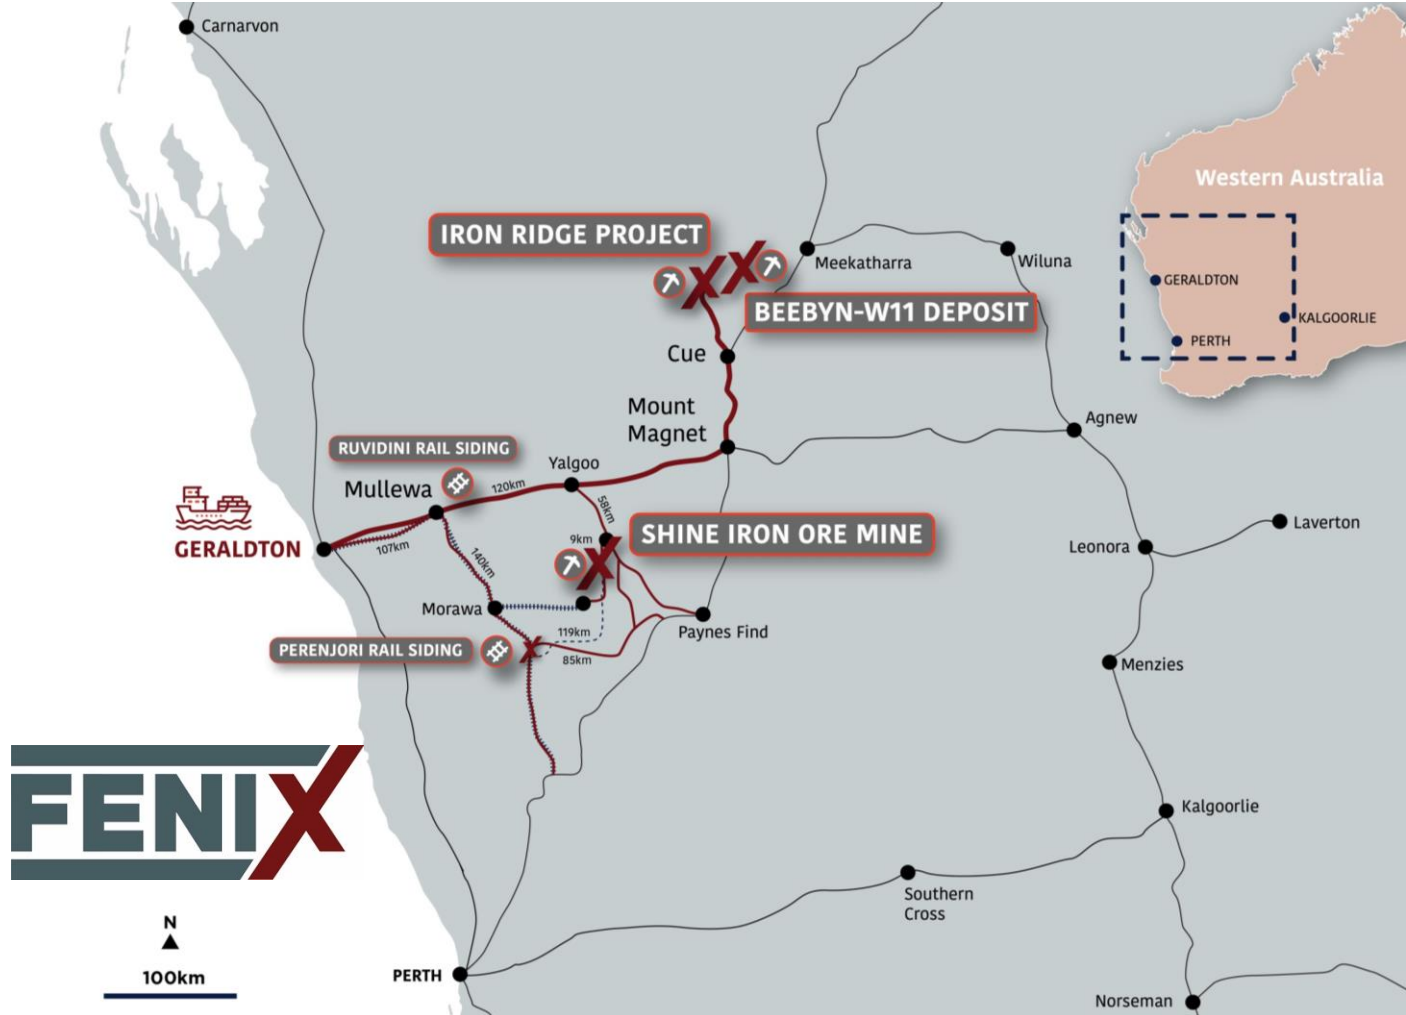 Carnarvon
Western Australia
IRON RIDGE PROJECT
Meekatharra
Wiluna
GERALDTON
BEEBYN-W11 DEPOSIT
KALGOORLIE
PERTH
Cue
Mount
Magnet
Agnew
RUVIDINI RAIL SIDING
Yalgoo
Mullewa
120km
58km
GERALDTON
107km
9km
SHINE IRON ORE MINE
Laverton
Leonora
140km
Morawa
119km
Paynes Find
PERENJORI RAIL SIDING
85km
Menzies
FENIX
Kalgoorlie
Southern
Cross
N
100km
PERTH
Norseman